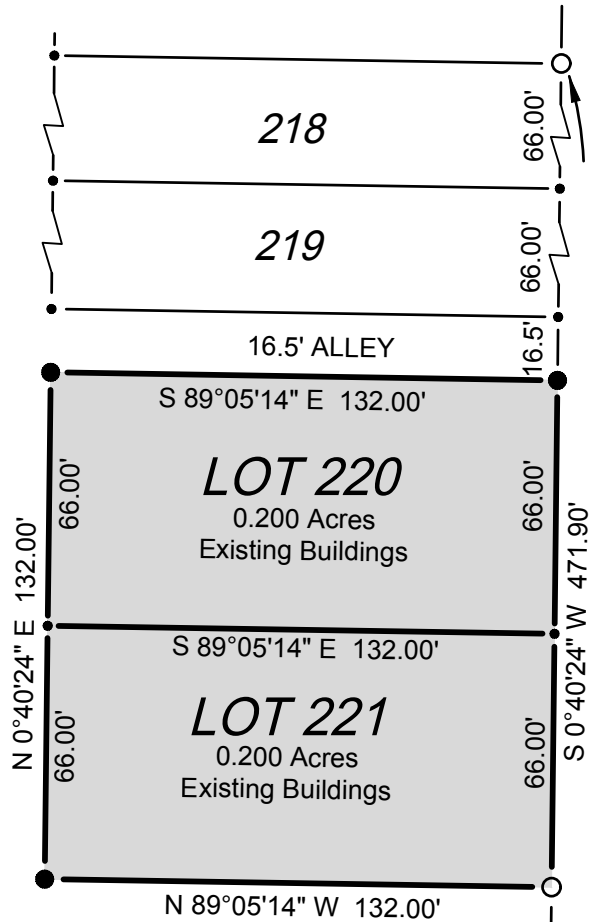 218
66.00'
219
66.00'
16.5' ALLEY
16.5'
S 89°05'14" E 132.00'
LOT 220
0.200 Acres
Existing Buildings
66.00'
66.00'
N 0°40'24" E 132.00'
S 0°40'24" W 471.90'
S 89°05'14" E 132.00'
LOT 221
0.200 Acres
Existing Buildings
66.00'
66.00'
N 89°05'14" W 132.00'